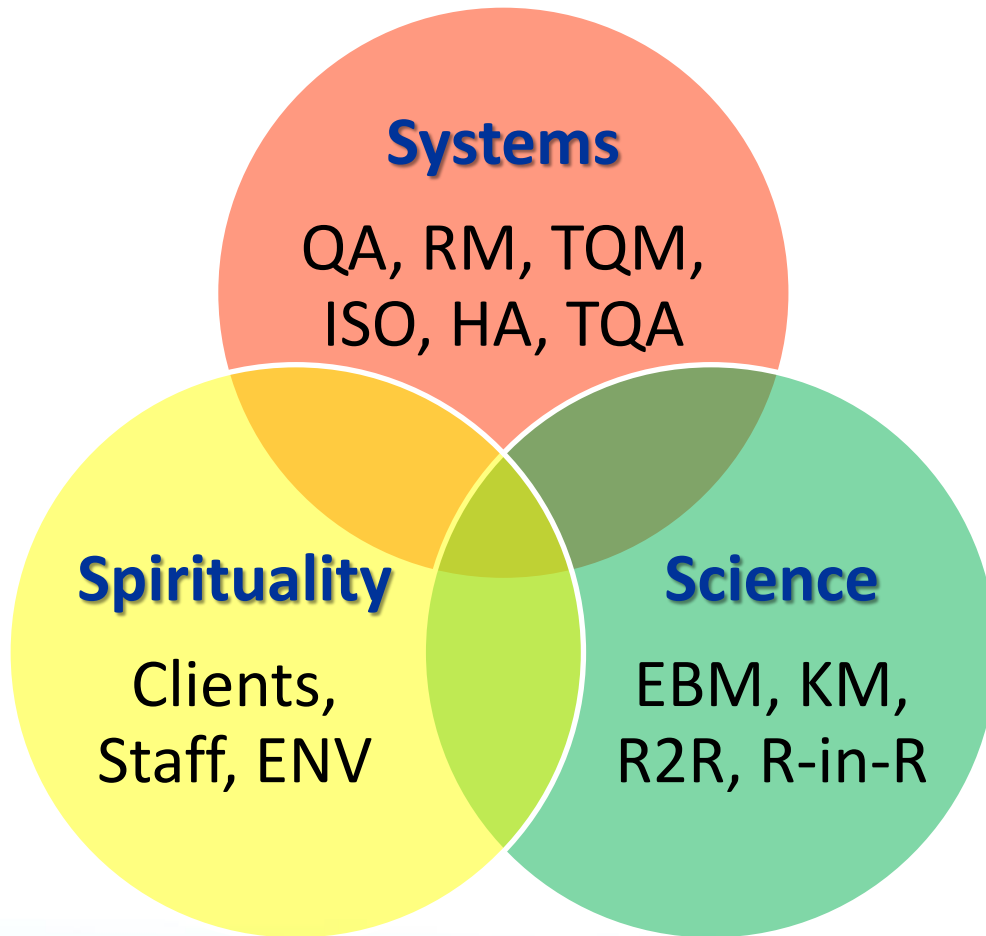 Systems
QA, RM, TQM,
ISO, HA, TQA
Spirituality
Clients,
Staff, ENV
Science
EBM, KM,
R2R, R-in-R